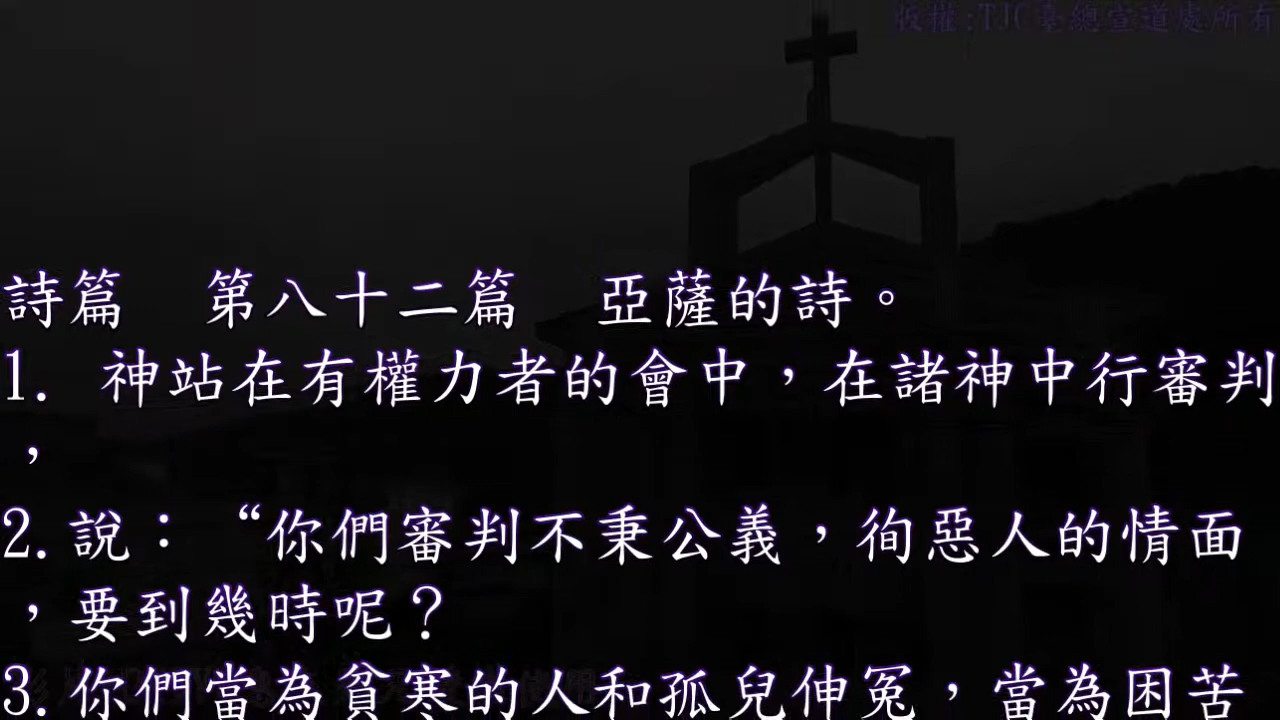 版權:TJC臺總宣道處所有
詩篇　第八十二篇　亞薩的詩。
1. 神站在有權力者的會中，在諸神中行審判
，
2.說：“你們審判不秉公義，徇惡人的情面
，要到幾時呢？
3.你們當為貧寒的人和孤兒伸冤，當為困苦